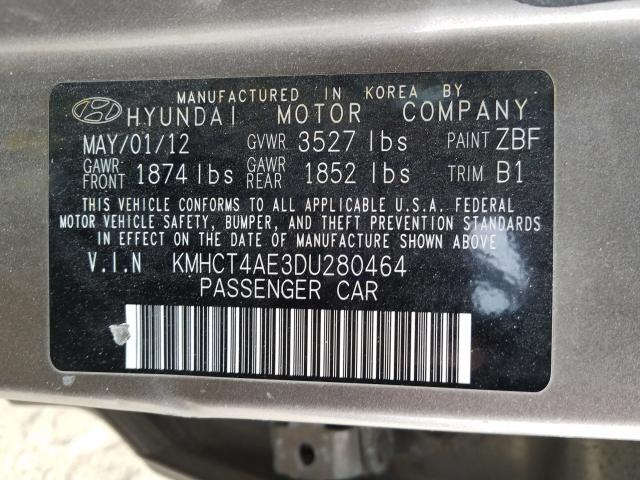 MANUFACTURED IN KOREA BY
HYUNDAI MOTOR COMPANY
MAY/01/12 GVWR 3527 lbs PAINT ZBF
GAWR FRONT 1874 lbs GAWR REAR 1852 lbs TRIM B1
THIS VEHICLE CONFORMS TO ALL APPLICABLE U.S.A. FEDERAL
MOTOR VEHICLE SAFETY, BUMPER, AND THEFT PREVENTION STANDARDS
IN EFFECT ON THE DATE OF MANUFACTURE SHOWN ABOVE
V.I.N KMHCT4AE3DU280464
PASSENGER CAR